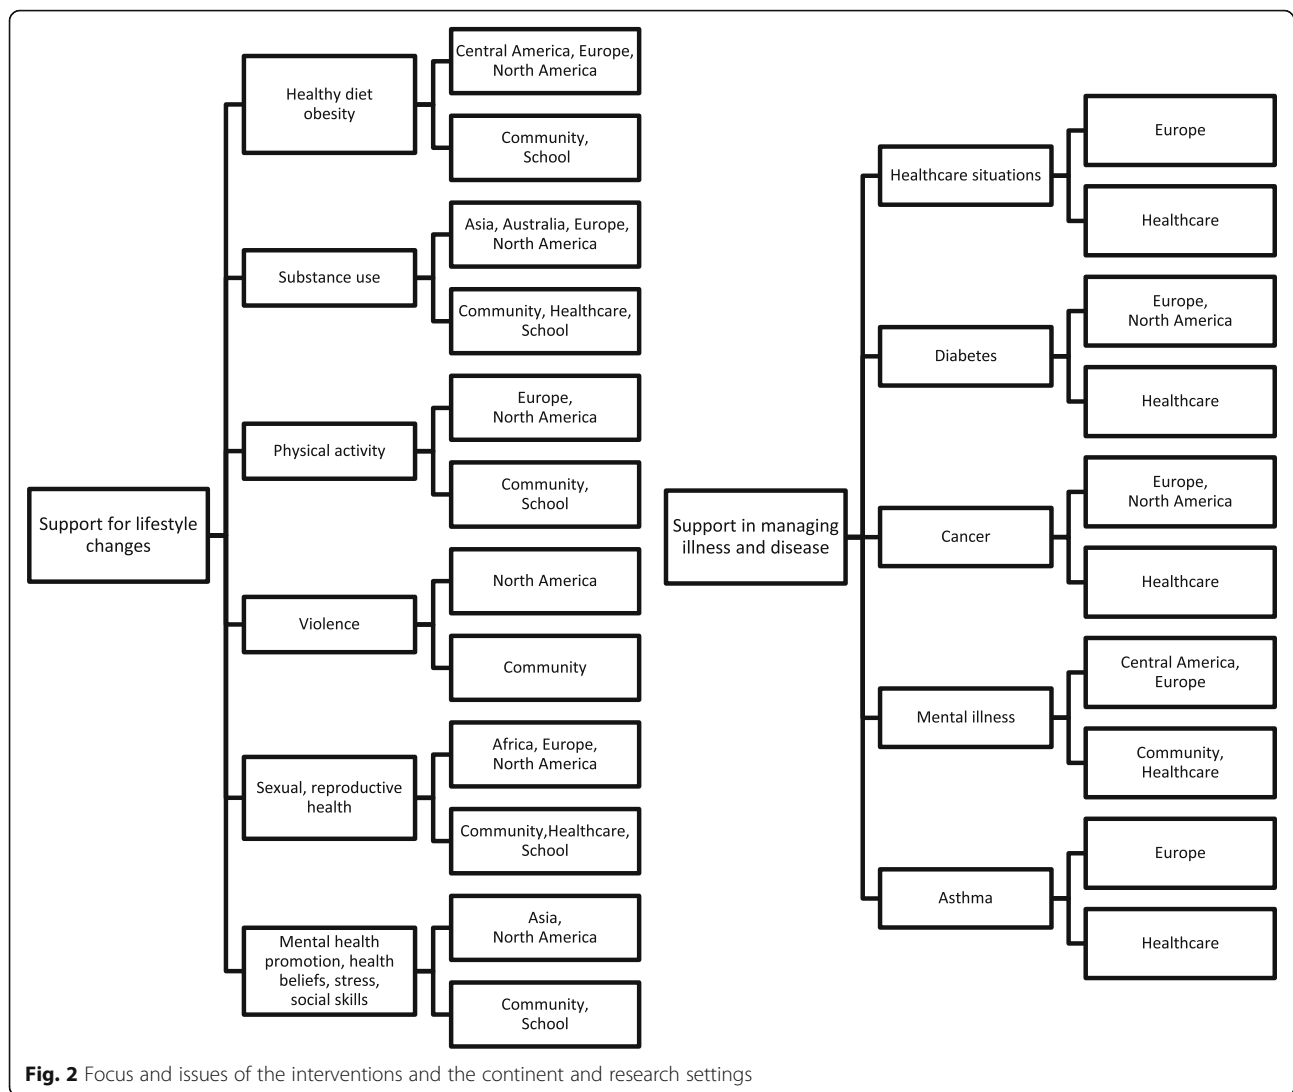 Support for lifestyle
changes
Healthy diet
obesity
Central America, Europe,
North America
Community,
School
Substance use
Asia, Australia, Europe,
North America
Community, Healthcare,
School
Physical activity
Europe,
North America
Community,
School
Violence
North America
Community
Sexual, reproductive
health
Africa, Europe,
North America
Community,Healthcare,
School
Mental health
promotion, health
beliefs, stress,
social skills
Asia,
North America
Community,
School
Support in managing
illness and disease
Healthcare situations
Europe
Healthcare
Diabetes
Europe,
North America
Healthcare
Cancer
Europe,
North America
Healthcare
Mental illness
Central America,
Europe
Community,
Healthcare
Asthma
Europe
Healthcare
Fig. 2 Focus and issues of the interventions and the continent and research settings